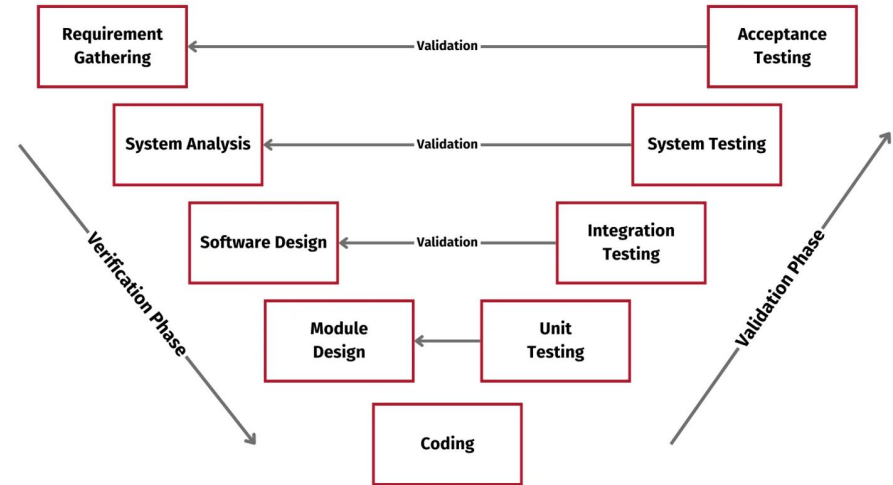 Requirement
Gathering
Validation
Acceptance
Testing
System Analysis
Validation
System Testing
Software Design
Validation
Integration
Testing
Module
Design
Unit
Testing
Coding
Verification Phase
Validation Phase